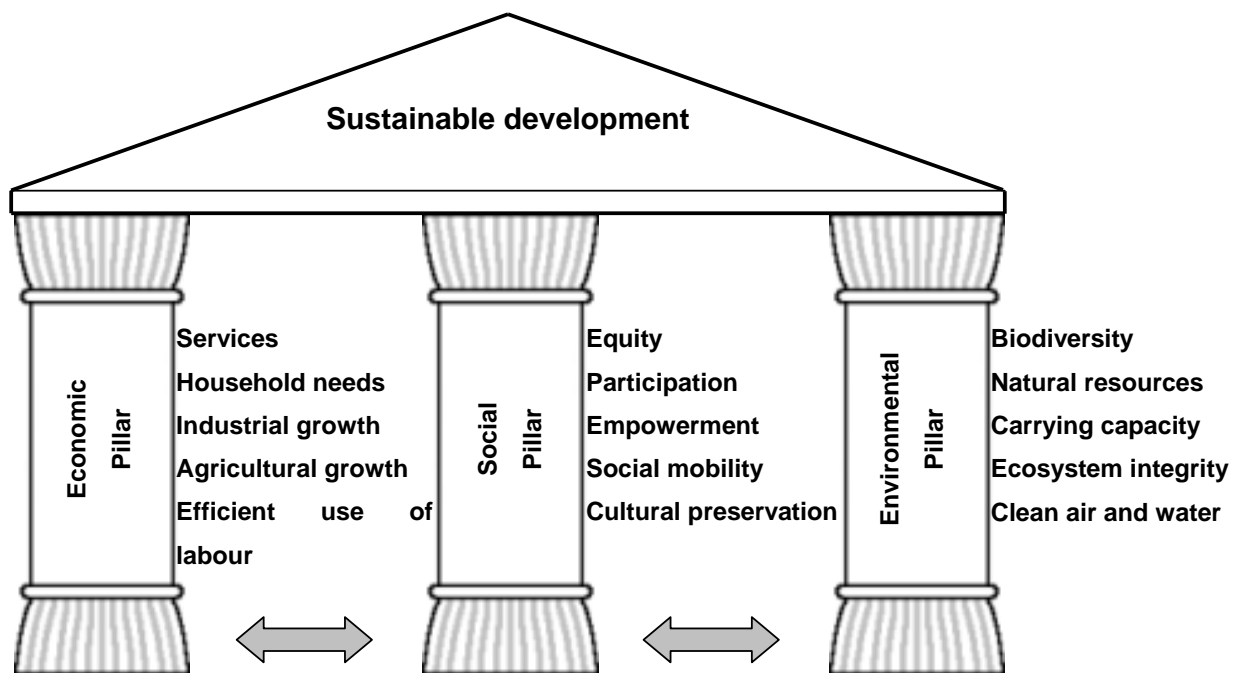 Sustainable development
Economic
Pillar
Services
Household needs
Industrial growth
Agricultural growth
Efficient use of
labour
Social
Pillar
Equity
Participation
Empowerment
Social mobility
Cultural preservation
Environmental
Pillar
Biodiversity
Natural resources
Carrying capacity
Ecosystem integrity
Clean air and water